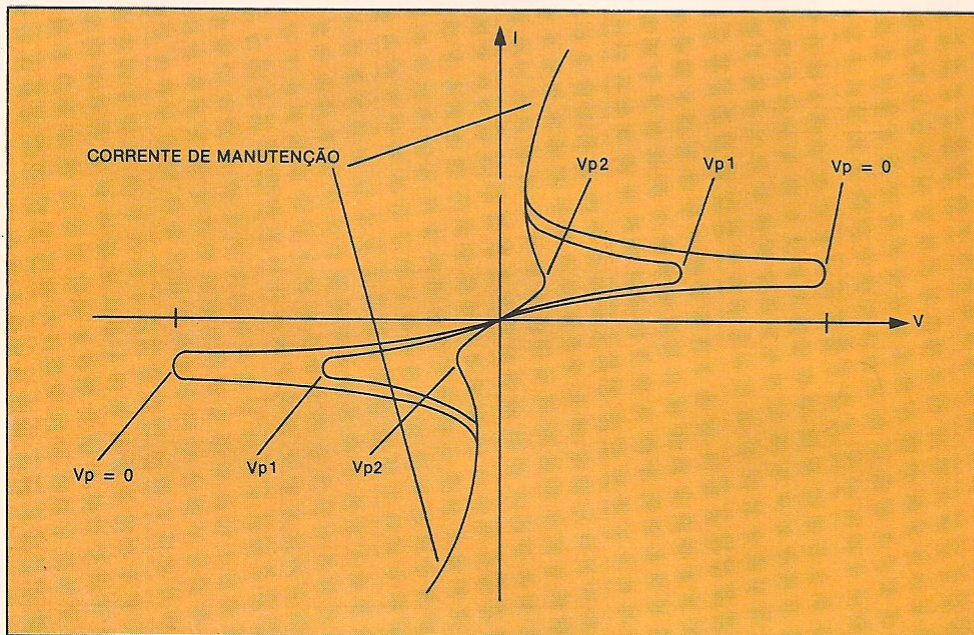 I
CORRENTE DE MANUTENÇÃO
Vp2
Vp1
Vp = 0
V
Vp = 0
Vp1
Vp2